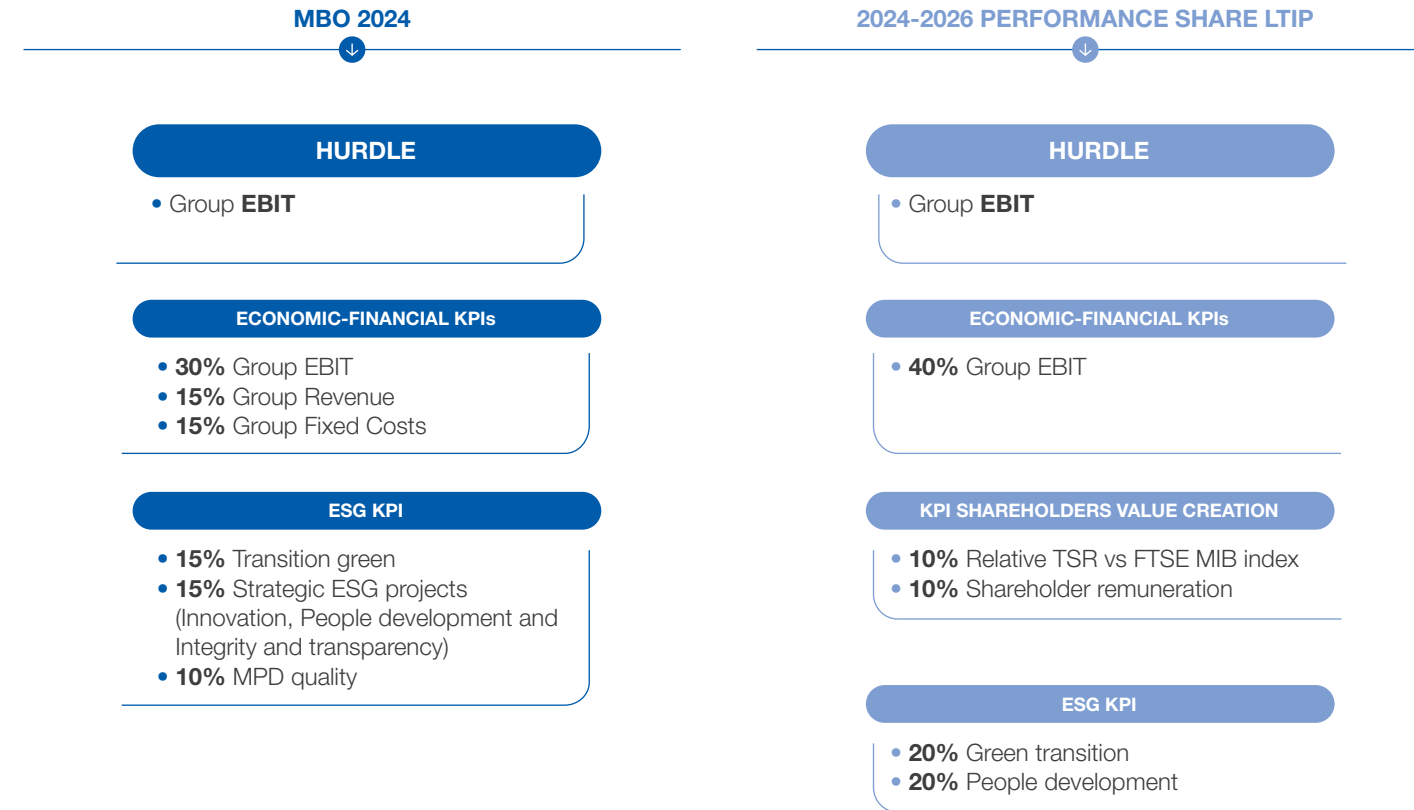 MBO 2024
HURDLE
• Group EBIT
ECONOMIC-FINANCIAL KPIs
• 30% Group EBIT
• 15% Group Revenue
• 15% Group Fixed Costs
ESG KPI
• 15% Transition green
• 15% Strategic ESG projects
(Innovation, People development and
Integrity and transparency)
• 10% MPD quality
2024-2026 PERFORMANCE SHARE LTIP
HURDLE
• Group EBIT
ECONOMIC-FINANCIAL KPIs
• 40% Group EBIT
KPI SHAREHOLDERS VALUE CREATION
• 10% Relative TSR vs FTSE MIB index
• 10% Shareholder remuneration
ESG KPI
• 20% Green transition
• 20% People development